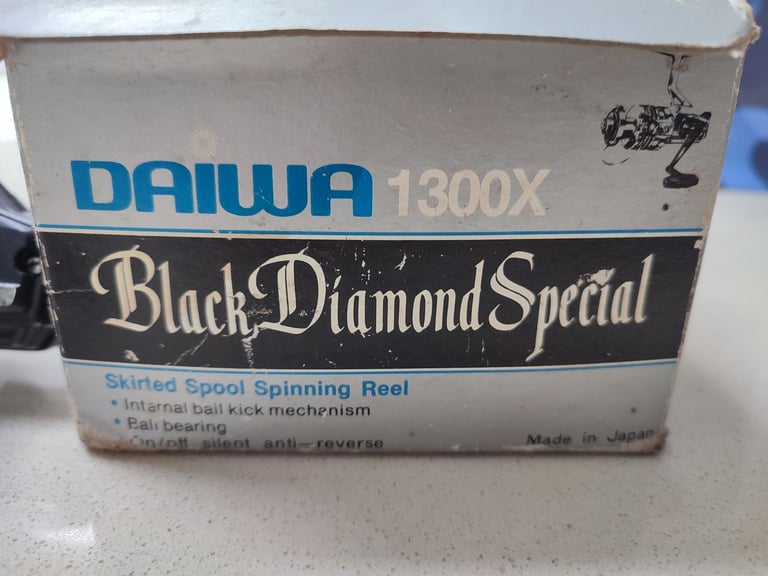 DAIWA 1300X
Black Diamond Special
Skirted Spool Spinning Reel
• Internal bail kick mechanism
• Ball bearing
On/off silent anti-reverse
Made in Japan